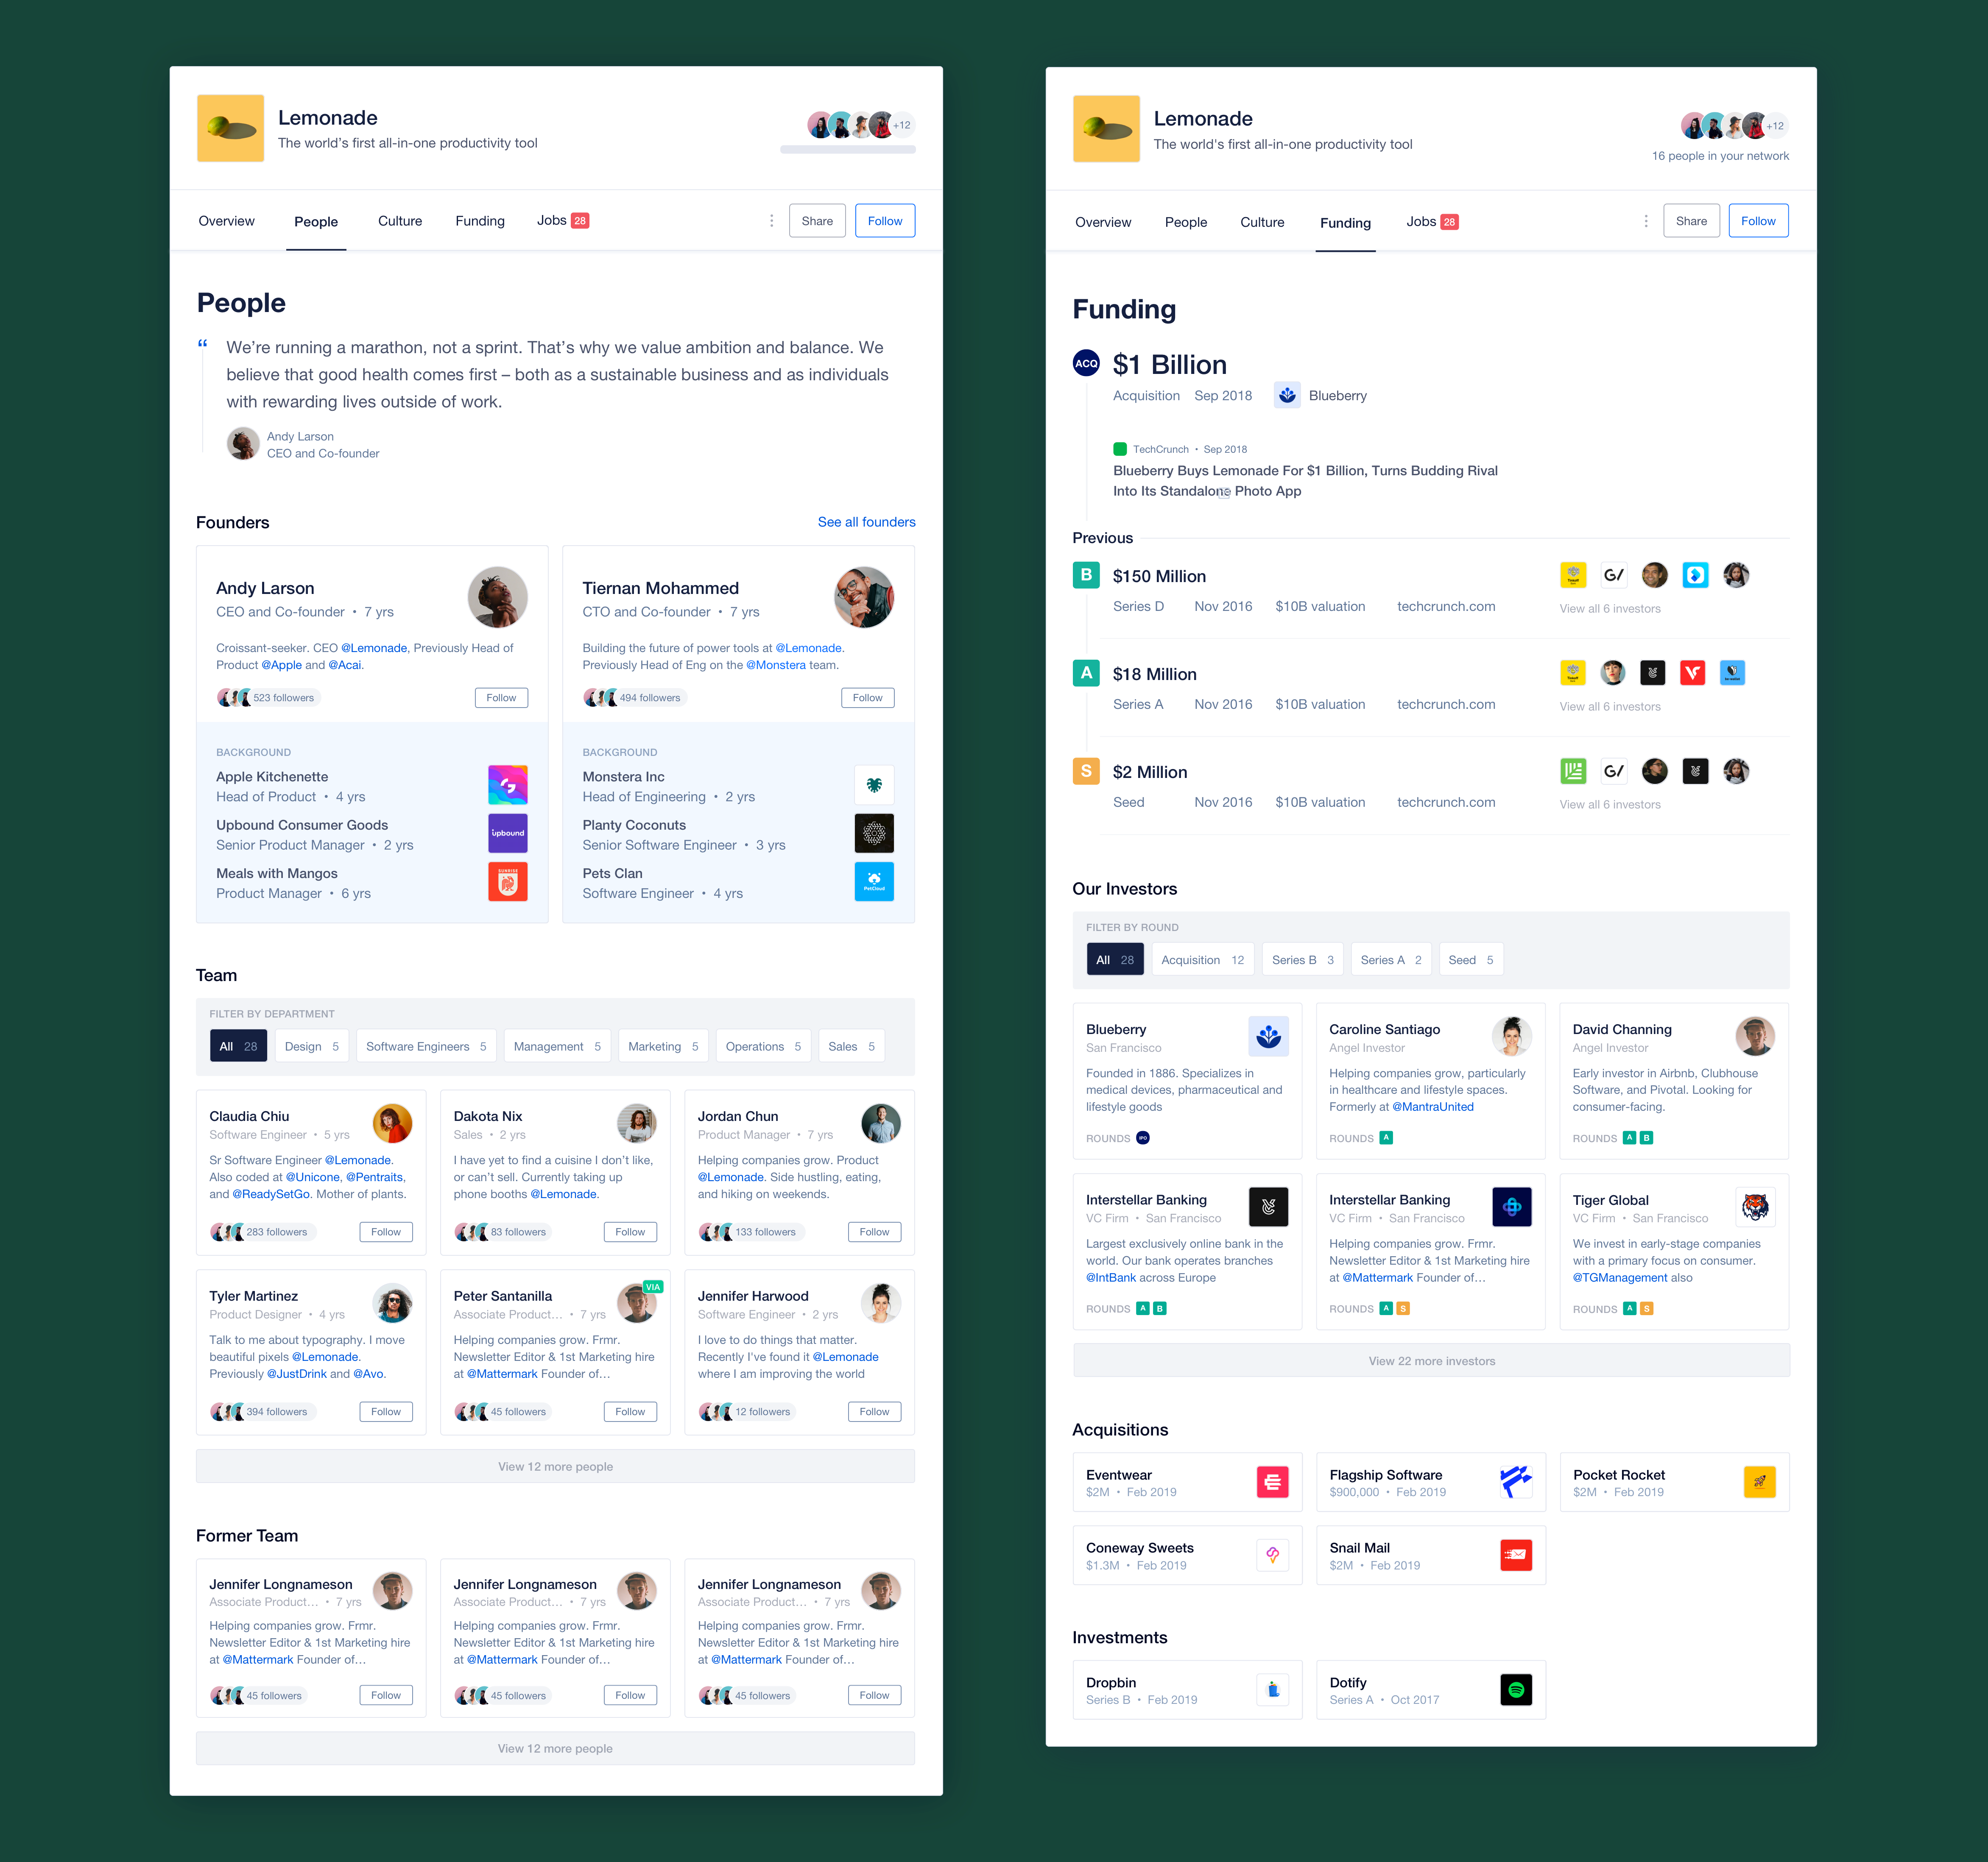 Lemonade
The world's first all-in-one productivity tool
+12
Overview
People
Culture
Funding
Jobs 28
Share
Follow
People
“
We're running a marathon, not a sprint. That's why we value ambition and balance. We
believe that good health comes first – both as a sustainable business and as individuals
with rewarding lives outside of work.
Andy Larson
CEO and Co-founder
Founders
See all founders
Andy Larson
CEO and Co-founder • 7 yrs
Croissant-seeker. CEO @Lemonade, Previously Head of
Product @Apple and @Acai.
523 followers
Follow
BACKGROUND
Apple Kitchenette
Head of Product • 4 yrs
Upbound Consumer Goods
Senior Product Manager • 2 yrs
upbound
Meals with Mangos
Product Manager • 6 yrs
SUNRISE
Tiernan Mohammed
CTO and Co-founder • 7 yrs
Building the future of power tools at @Lemonade.
Previously Head of Eng on the @Monstera team.
494 followers
Follow
BACKGROUND
Monstera Inc
Head of Engineering • 2 yrs
Planty Coconuts
Senior Software Engineer • 3 yrs
Pets Clan
Software Engineer • 4 yrs
PetCloud
Team
FILTER BY DEPARTMENT
All 28
Design 5
Software Engineers 5
Management 5
Marketing 5
Operations 5
Sales 5
Claudia Chiu
Software Engineer • 5 yrs
Sr Software Engineer @Lemonade.
Also coded at @Unicone, @Pentraits,
and @ReadySetGo. Mother of plants.
283 followers
Follow
Dakota Nix
Sales • 2 yrs
I have yet to find a cuisine I don't like,
or can't sell. Currently taking up
phone booths @Lemonade.
83 followers
Follow
Jordan Chun
Product Manager • 7 yrs
Helping companies grow. Product
@Lemonade. Side hustling, eating,
and hiking on weekends.
133 followers
Follow
Tyler Martinez
Product Designer • 4 yrs
Talk to me about typography. I move
beautiful pixels @Lemonade.
Previously @JustDrink and @Avo.
394 followers
Follow
Peter Santanilla
VIA
Associate Product... • 7 yrs
Helping companies grow. Frmr.
Newsletter Editor & 1st Marketing hire
at @Mattermark Founder of...
45 followers
Follow
Jennifer Harwood
Software Engineer • 2 yrs
I love to do things that matter.
Recently I've found it @Lemonade
where I am improving the world
12 followers
Follow
View 12 more people
Former Team
Jennifer Longnameson
Associate Product... • 7 yrs
Helping companies grow. Frmr.
Newsletter Editor & 1st Marketing hire
at @Mattermark Founder of...
45 followers
Follow
Jennifer Longnameson
Associate Product... • 7 yrs
Helping companies grow. Frmr.
Newsletter Editor & 1st Marketing hire
at @Mattermark Founder of...
45 followers
Follow
Jennifer Longnameson
Associate Product... • 7 yrs
Helping companies grow. Frmr.
Newsletter Editor & 1st Marketing hire
at @Mattermark Founder of...
45 followers
Follow
View 12 more people
Lemonade
The world's first all-in-one productivity tool
+12
16 people in your network
Overview
People
Culture
Funding
Jobs 28
Share
Follow
Funding
ACQ
$1 Billion
Acquisition Sep 2018 Blueberry
TechCrunch • Sep 2018
Blueberry Buys Lemonade For $1 Billion, Turns Budding Rival
Into Its Standalone Photo App
Previous
B
$150 Million
Series D Nov 2016 $10B valuation techcrunch.com
View all 6 investors
A
$18 Million
Series A Nov 2016 $10B valuation techcrunch.com
View all 6 investors
S
$2 Million
Seed Nov 2016 $10B valuation techcrunch.com
View all 6 investors
Our Investors
FILTER BY ROUND
All 28
Acquisition 12
Series B 3
Series A 2
Seed 5
Blueberry
San Francisco
Founded in 1886. Specializes in
medical devices, pharmaceutical and
lifestyle goods
ROUNDS IPO
Caroline Santiago
Angel Investor
Helping companies grow, particularly
in healthcare and lifestyle spaces.
Formerly at @MantraUnited
ROUNDS A
David Channing
Angel Investor
Early investor in Airbnb, Clubhouse
Software, and Pivotal. Looking for
consumer-facing.
ROUNDS A B
Interstellar Banking
VC Firm • San Francisco
Largest exclusively online bank in the
world. Our bank operates branches
@IntBank across Europe
ROUNDS A B
Interstellar Banking
VC Firm • San Francisco
Helping companies grow. Frmr.
Newsletter Editor & 1st Marketing hire
at @Mattermark Founder of...
ROUNDS A S
Tiger Global
VC Firm • San Francisco
We invest in early-stage companies
with a primary focus on consumer.
@TGManagement also
ROUNDS A S
View 22 more investors
Acquisitions
Eventwear
$2M • Feb 2019
Flagship Software
$900,000 • Feb 2019
Pocket Rocket
$2M • Feb 2019
Coneway Sweets
$1.3M • Feb 2019
Snail Mail
$2M • Feb 2019
Investments
Dropbin
Series B • Feb 2019
Dotify
Series A • Oct 2017